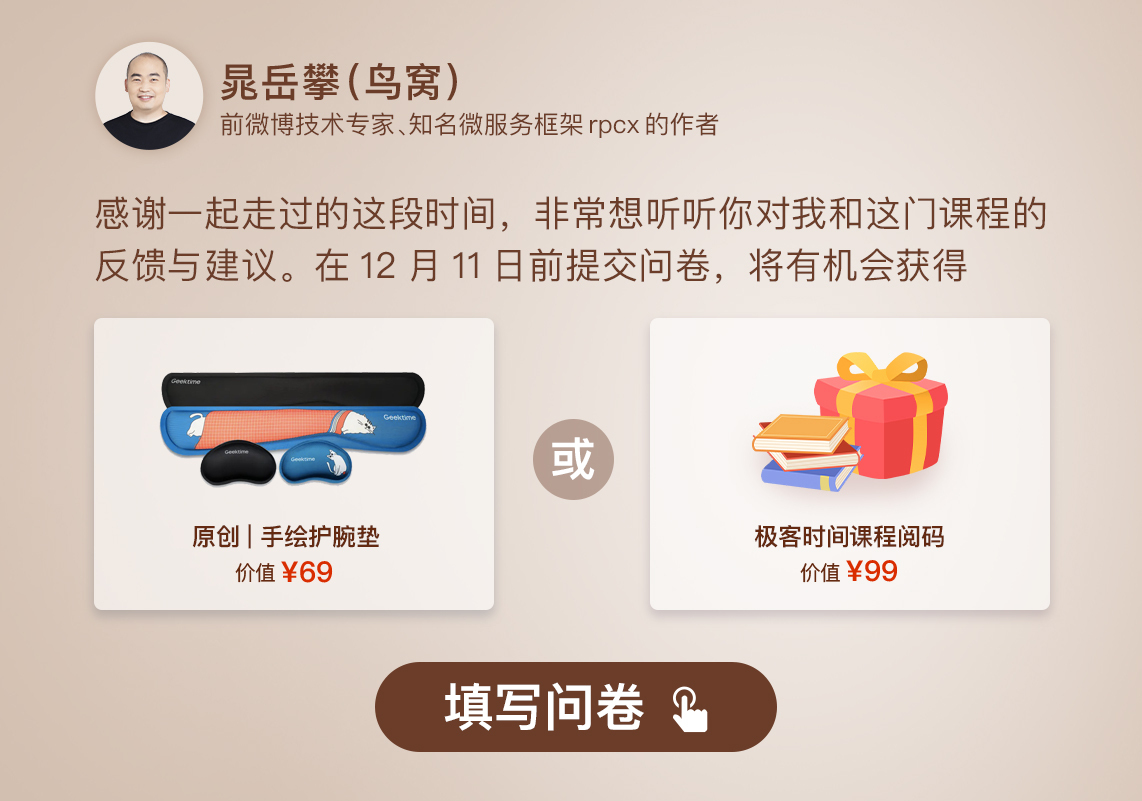 晁岳攀(鸟窝)
前微博技术专家、知名微服务框架 rpcx 的作者
感谢一起走过的这段时间，非常想听听你对我和这门课程的
反馈与建议。在 12 月 11 日前提交问卷，将有机会获得
Geektime
Geektime
Geektime
Geektime
原创 | 手绘护腕垫
价值 ¥69
或
极客时间课程阅码
价值 ¥99
填写问卷